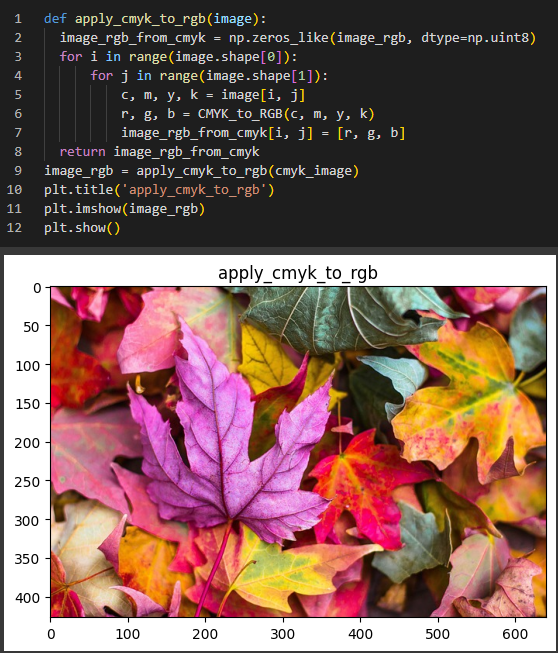 1 def apply_cmyk_to_rgb(image):
2 image_rgb_from_cmyk = np.zeros_like(image_rgb, dtype=np.uint8)
3 for i in range(image.shape[0]):
4 for j in range(image.shape[1]):
5 c, m, y, k = image[i, j]
6 r, g, b = CMYK_to_RGB(c, m, y, k)
7 image_rgb_from_cmyk[i, j] = [r, g, b]
8 return image_rgb_from_cmyk
9 image_rgb = apply_cmyk_to_rgb(cmyk_image)
10 plt.title('apply_cmyk_to_rgb')
11 plt.imshow(image_rgb)
12 plt.show()
apply_cmyk_to_rgb
0
50
100
150
200
250
300
350
400
0 100 200 300 400 500 600